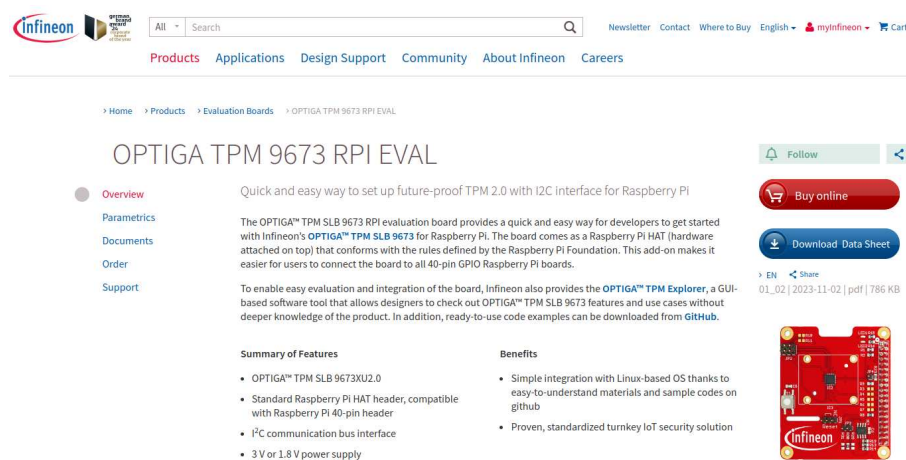 infineon
german brand award 24
All
Search
Newsletter Contact Where to Buy English myInfineon Cart
Products Applications Design Support Community About Infineon Careers
> Home > Products > Evaluation Boards > OPTIGA TPM 9673 RPI EVAL
OPTIGA TPM 9673 RPI EVAL
Follow
Overview
Parametrics
Documents
Order
Support
Quick and easy way to set up future-proof TPM 2.0 with I2C interface for Raspberry Pi
The OPTIGA™ TPM SLB 9673 RPI evaluation board provides a quick and easy way for developers to get started
with Infineon's OPTIGA™ TPM SLB 9673 for Raspberry Pi. The board comes as a Raspberry Pi HAT (hardware
attached on top) that conforms with the rules defined by the Raspberry Pi Foundation. This add-on makes it
easier for users to connect the board to all 40-pin GPIO Raspberry Pi boards.
To enable easy evaluation and integration of the board, Infineon also provides the OPTIGA™ TPM Explorer, a GUI-
based software tool that allows designers to check out OPTIGA™ TPM SLB 9673 features and use cases without
deeper knowledge of the product. In addition, ready-to-use code examples can be downloaded from GitHub.
Summary of Features
• OPTIGA™ TPM SLB 9673XU2.0
• Standard Raspberry Pi HAT header, compatible
with Raspberry Pi 40-pin header
• I²C communication bus interface
• 3 V or 1.8 V power supply
Benefits
• Simple integration with Linux-based OS thanks to
easy-to-understand materials and sample codes on
github
• Proven, standardized turnkey IoT security solution
Buy online
Download Data Sheet
> EN Share
01_02 | 2023-11-02 | pdf | 786 KB
Reset
infineon